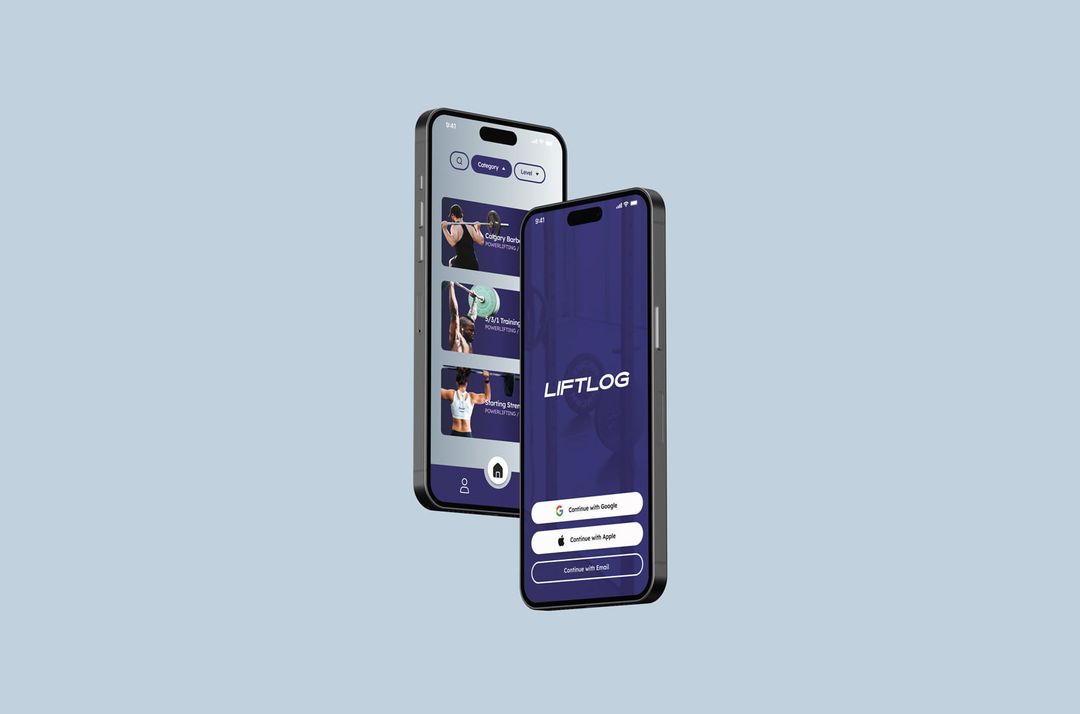 9:41
Category
Level
Calgary Barb
POWERLIFTING /
5/3/1 Training
POWERLIFTING /
Starting Stren
POWERLIFTING /
9:41
LIFTLOG
Continue with Google
Continue with Apple
Continue with Email